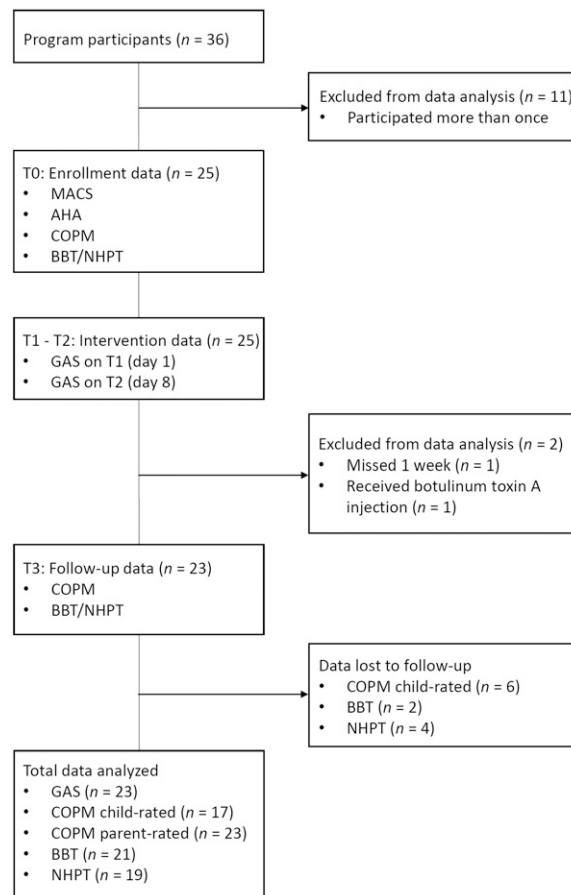 Program participants (n = 36)
Excluded from data analysis (n = 11)
• Participated more than once
T0: Enrollment data (n = 25)
• MACS
• AHA
• COPM
• BBT/NHPT
T1 - T2: Intervention data (n = 25)
• GAS on T1 (day 1)
• GAS on T2 (day 8)
Excluded from data analysis (n = 2)
• Missed 1 week (n = 1)
• Received botulinum toxin A
injection (n = 1)
T3: Follow-up data (n = 23)
• COPM
• BBT/NHPT
Data lost to follow-up
• COPM child-rated (n = 6)
• BBT (n = 2)
• NHPT (n = 4)
Total data analyzed
• GAS (n = 23)
• COPM child-rated (n = 17)
• COPM parent-rated (n = 23)
• BBT (n = 21)
• NHPT (n = 19)